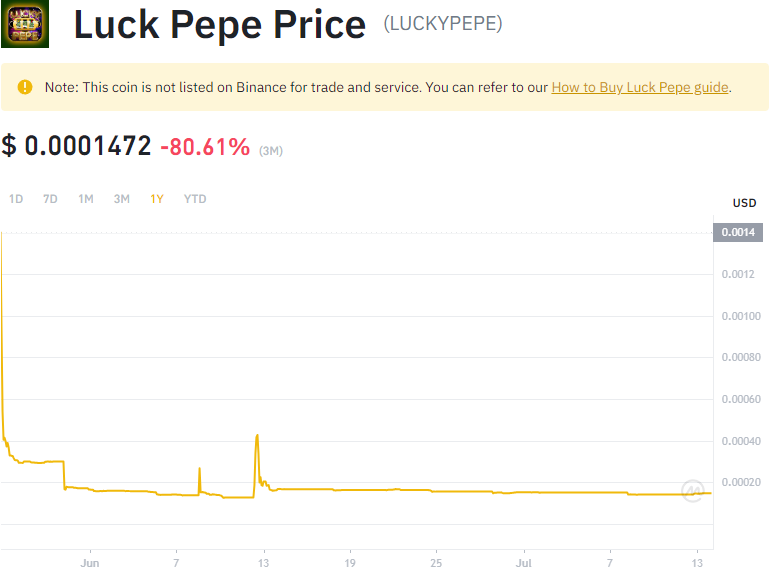 LUCKY
PEPE
Luck Pepe Price (LUCKYPEPE)
Note: This coin is not listed on Binance for trade and service. You can refer to our How to Buy Luck Pepe guide.
$ 0.0001472 -80.61% (3M)
1D 7D 1M 3M 1Y YTD
USD
0.0014
0.0012
0.00100
0.00080
0.00060
0.00040
0.00020
Jun 7 13 19 25 Jul 7 13